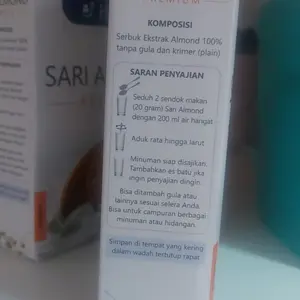 SARI A
KOMPOSISI
Serbuk Ekstrak Almond 100%
tanpa gula dan krimer (plain)
SARAN PENYAJIAN
Seduh 2 sendok makan
(20 gram) Sari Almond
dengan 200 ml air hangat
Aduk rata hingga larut
Minuman siap disajikan.
Tambahkan es batu jika
ingin penyajian dingin.
Bisa ditambah gula atau
lainnya sesuai selera Anda.
Bisa untuk campuran berbagai
minuman atau hidangan.
Simpan di tempat yang kering
dalam wadah tertutup rapat